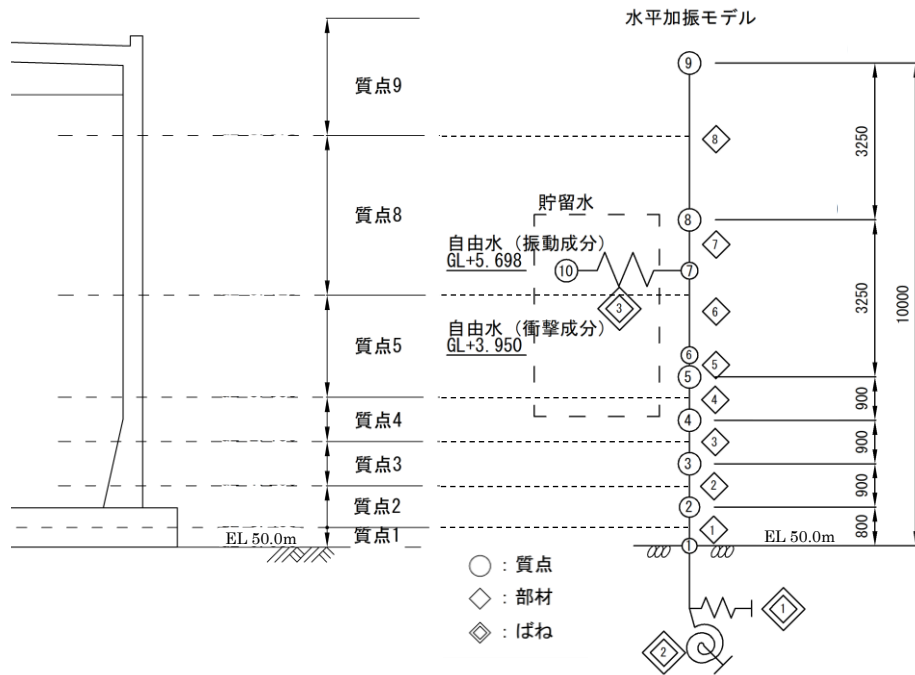 水平加振モデル
質点9
質点8
質点5
質点4
質点3
質点2
質点1
EL 50.0m
貯留水
自由水 (振動成分)
GL+5.698
自由水 (衝撃成分)
GL+3.950
9
8
7
6
5
4
3
2
1
10
8
7
6
5
4
3
2
1
3
1
2
EL 50.0m
3250
3250
900
900
900
800
10000
○ : 質点
◇ : 部材
◈ : ばね